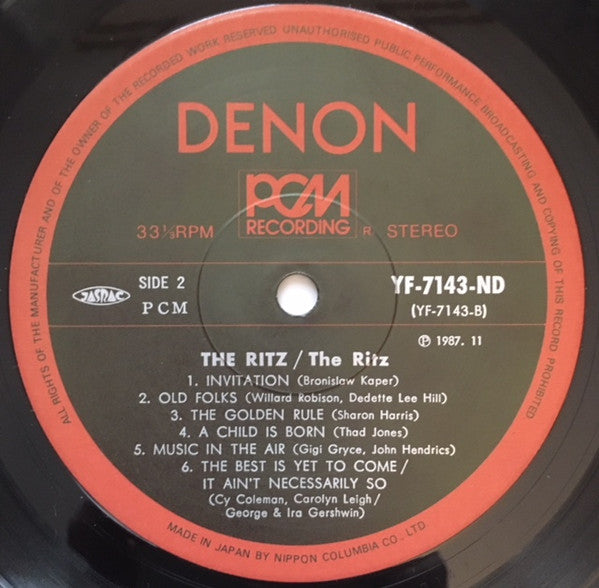 ALL RIGHTS OF THE MANUFACTURER AND OF THE OWNER OF THE RECORDED WORK RESERVED UNAUTHORISED PUBLIC PERFORMANCE BROADCASTING AND COPYING OF THIS RECORD PROHIBITED
DENON
PCM
RECORDING
33⅓RPM
R STEREO
JASRAC
SIDE 2
PCM
YF-7143-ND
(YF-7143-B)
Ⓟ 1987. 11
THE RITZ / The Ritz
1. INVITATION (Bronislaw Kaper)
2. OLD FOLKS (Willard Robison, Dedette Lee Hill)
3. THE GOLDEN RULE (Sharon Harris)
4. A CHILD IS BORN (Thad Jones)
5. MUSIC IN THE AIR (Gigi Gryce, John Hendrics)
6. THE BEST IS YET TO COME /
IT AIN'T NECESSARILY SO
(Cy Coleman, Carolyn Leigh /
George & Ira Gershwin)
MADE IN JAPAN BY NIPPON COLUMBIA CO., LTD